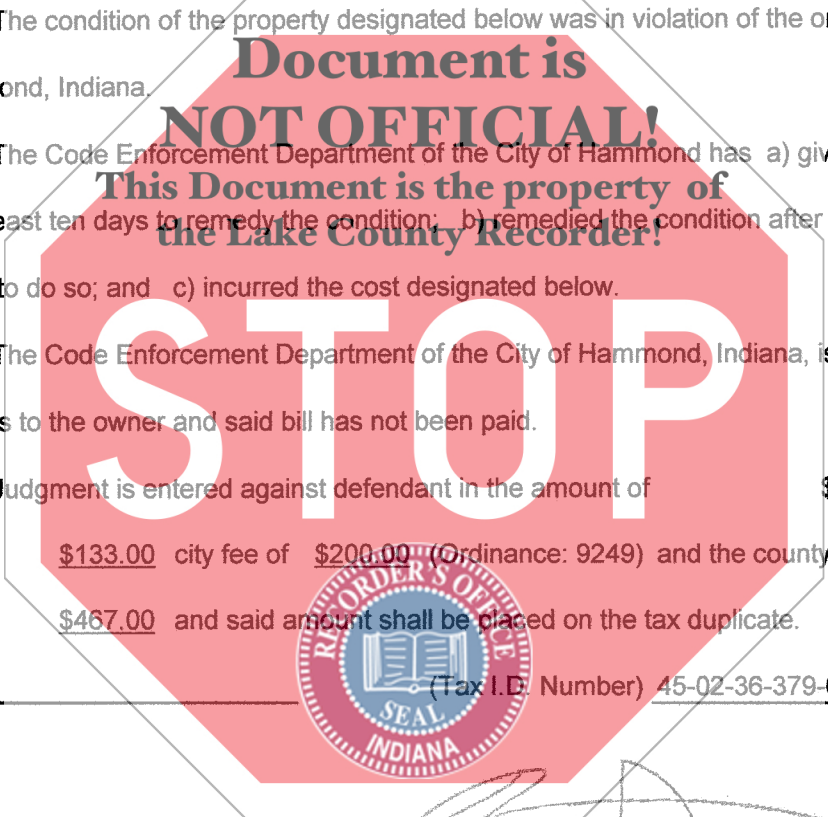 The condition of the property designated below was in violation of the or
Document is
ond, Indiana.
NOT OFFICIAL!
The Code Enforcement Department of the City of Hammond has a) giv
This Document is the property of
east ten days to remedy the condition; b) remedied the condition after
the Lake County Recorder!
to do so; and c) incurred the cost designated below.
STOP
The Code Enforcement Department of the City of Hammond, Indiana, is
s to the owner and said bill has not been paid.
Judgment is entered against defendant in the amount of $
$133.00 city fee of $200.00 (Ordinance: 9249) and the county
$467.00 and said amount shall be placed on the tax duplicate.
RECORDER'S OFFICE
SEAL
INDIANA
(Tax I.D. Number) 45-02-36-379-